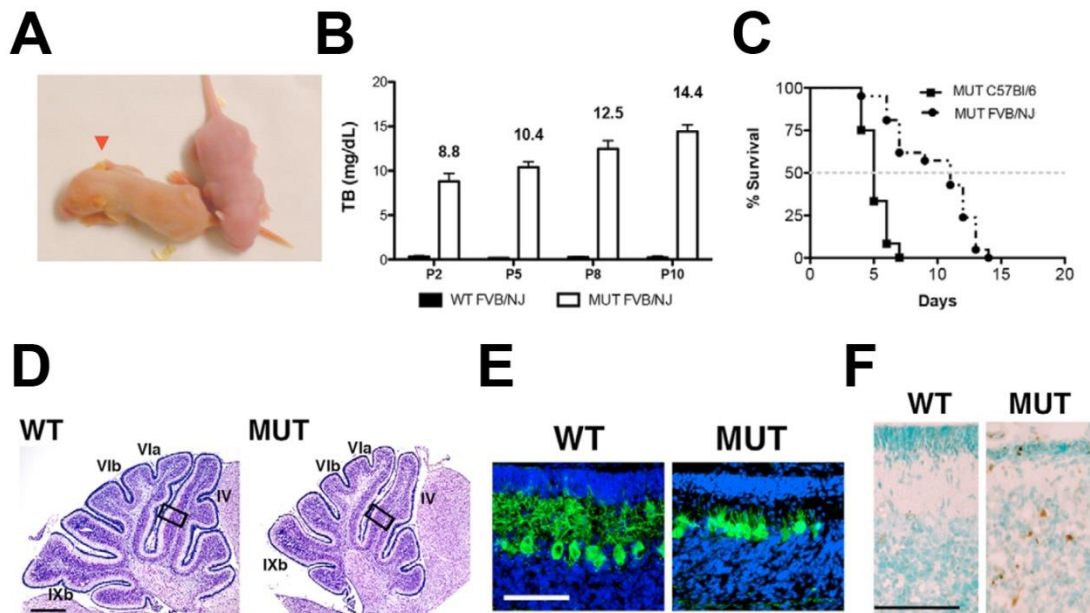 A
B
C
20
15
10
5
0
TB (mg/dL)
8.8
10.4
12.5
14.4
P2
P5
P8
P10
WT FVB/NJ
MUT FVB/NJ
100
75
50
25
0
% Survival
MUT C57Bl/6
MUT FVB/NJ
0
5
10
15
20
Days
D
E
F
WT
MUT
VIa
VIb
IV
IXb
VIa
VIb
IV
IXb
WT
MUT
WT
MUT